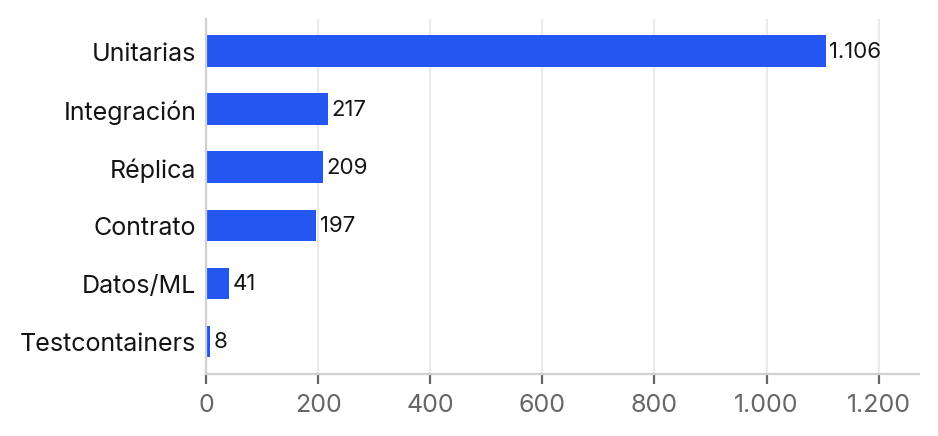 Unitarias 1.106
Integración 217
Réplica 209
Contrato 197
Datos/ML 41
Testcontainers 8
0 200 400 600 800 1.000 1.200